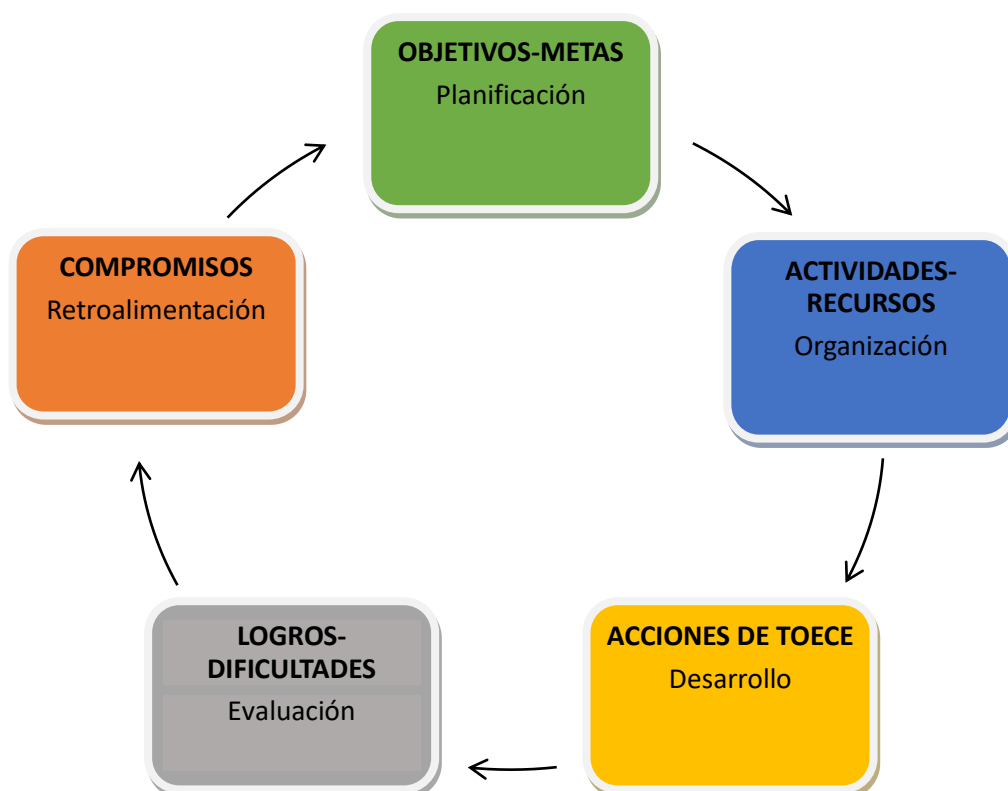 OBJETIVOS-METAS
Planificación
ACTIVIDADES-
RECURSOS
Organización
ACCIONES DE TOECE
Desarrollo
LOGROS-
DIFICULTADES
Evaluación
COMPROMISOS
Retroalimentación